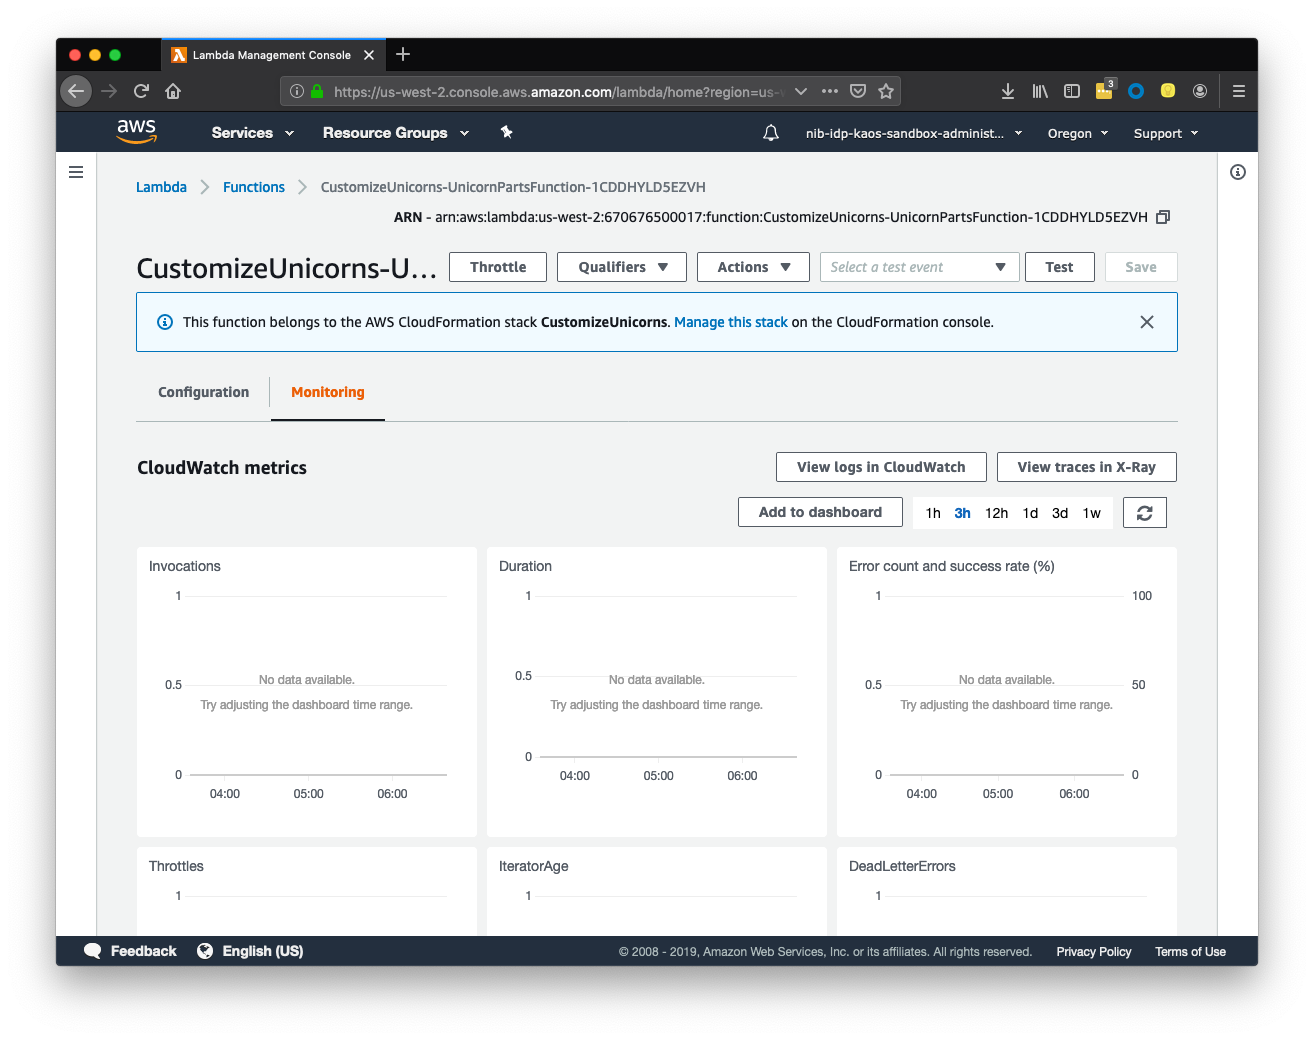 Lambda Management Console
https://us-west-2.console.aws.amazon.com/lambda/home?region=us-
3
aws
Services
Resource Groups
nib-idp-kaos-sandbox-administ...
Oregon
Support
Lambda
Functions
CustomizeUnicorns-UnicornPartsFunction-1CDDHYLD5EZVH
ARN - arn:aws:lambda:us-west-2:670676500017:function:CustomizeUnicorns-UnicornPartsFunction-1CDDHYLD5EZVH
CustomizeUnicorns-U...
Throttle
Qualifiers
Actions
Select a test event
Test
Save
This function belongs to the AWS CloudFormation stack CustomizeUnicorns. Manage this stack on the CloudFormation console.
Configuration
Monitoring
CloudWatch metrics
View logs in CloudWatch
View traces in X-Ray
Add to dashboard
1h 3h 12h 1d 3d 1w
Invocations
1
0.5
No data available.
Try adjusting the dashboard time range.
0
04:00 05:00 06:00
Duration
1
0.5
No data available.
Try adjusting the dashboard time range.
0
04:00 05:00 06:00
Error count and success rate (%)
1 100
0.5 50
No data available.
Try adjusting the dashboard time range.
0 0
04:00 05:00 06:00
Throttles
1
IteratorAge
1
DeadLetterErrors
1
Feedback
English (US)
© 2008 - 2019, Amazon Web Services, Inc. or its affiliates. All rights reserved.
Privacy Policy
Terms of Use